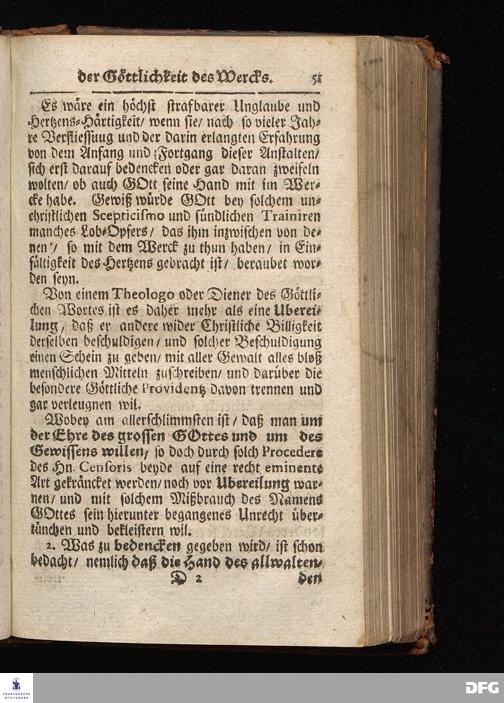 der Göttlichkeit des Wercks. 51
Es wäre ein höchst strafbarer Unglaube und
Hertzens-Härtigkeit/ wenn sie/ nach so vieler Jah-
re Verfliessung und der darin erlangten Erfahrung
von dem Anfang und Fortgang dieser Anstalten/
sich erst darauf bedencken oder gar daran zweifeln
wolten/ ob auch GOtt seine Hand mit im Wer-
cke habe. Gewiß würde GOtt bey solchem un-
christlichen Scepticismo und sündlichen Trainiren
manches Lob-Opfers/ das ihm inzwischen von de-
nen/ so mit dem Werck zu thun haben/ in Ein-
fältigkeit des Hertzens gebracht ist/ beraubet wor-
den seyn.
Von einem Theologo oder Diener des Göttli-
chen Wortes ist es daher mehr als eine Uberei-
lung, daß er andere wider Christliche Billigkeit
derselben beschuldigen/ und solcher Beschuldigung
einen Schein zu geben/ mit aller Gewalt alles bloß
menschlichen Mitteln zuschreiben/ und darüber die
besondere Göttliche Providentz davon trennen und
gar verleugnen wil.
Wobey am allerschlimmsten ist/ daß man um
der Ehre des grossen GOttes und um des
Gewissens willen/ so doch durch solch Procedere
des Hn. Censoris beyde auf eine recht eminente
Art gekräncket werden/ noch vor Ubereilung war-
nen/ und mit solchem Mißbrauch des Namens
GOttes sein hierunter begangenes Unrecht über-
tünchen und bekleistern wil.
2. Was zu bedencken gegeben wird/ ist schon
bedacht/ nemlich daß die Hand des allwalten-
D 2 den
FRANCKESCHE
STIFTUNGEN
DFG